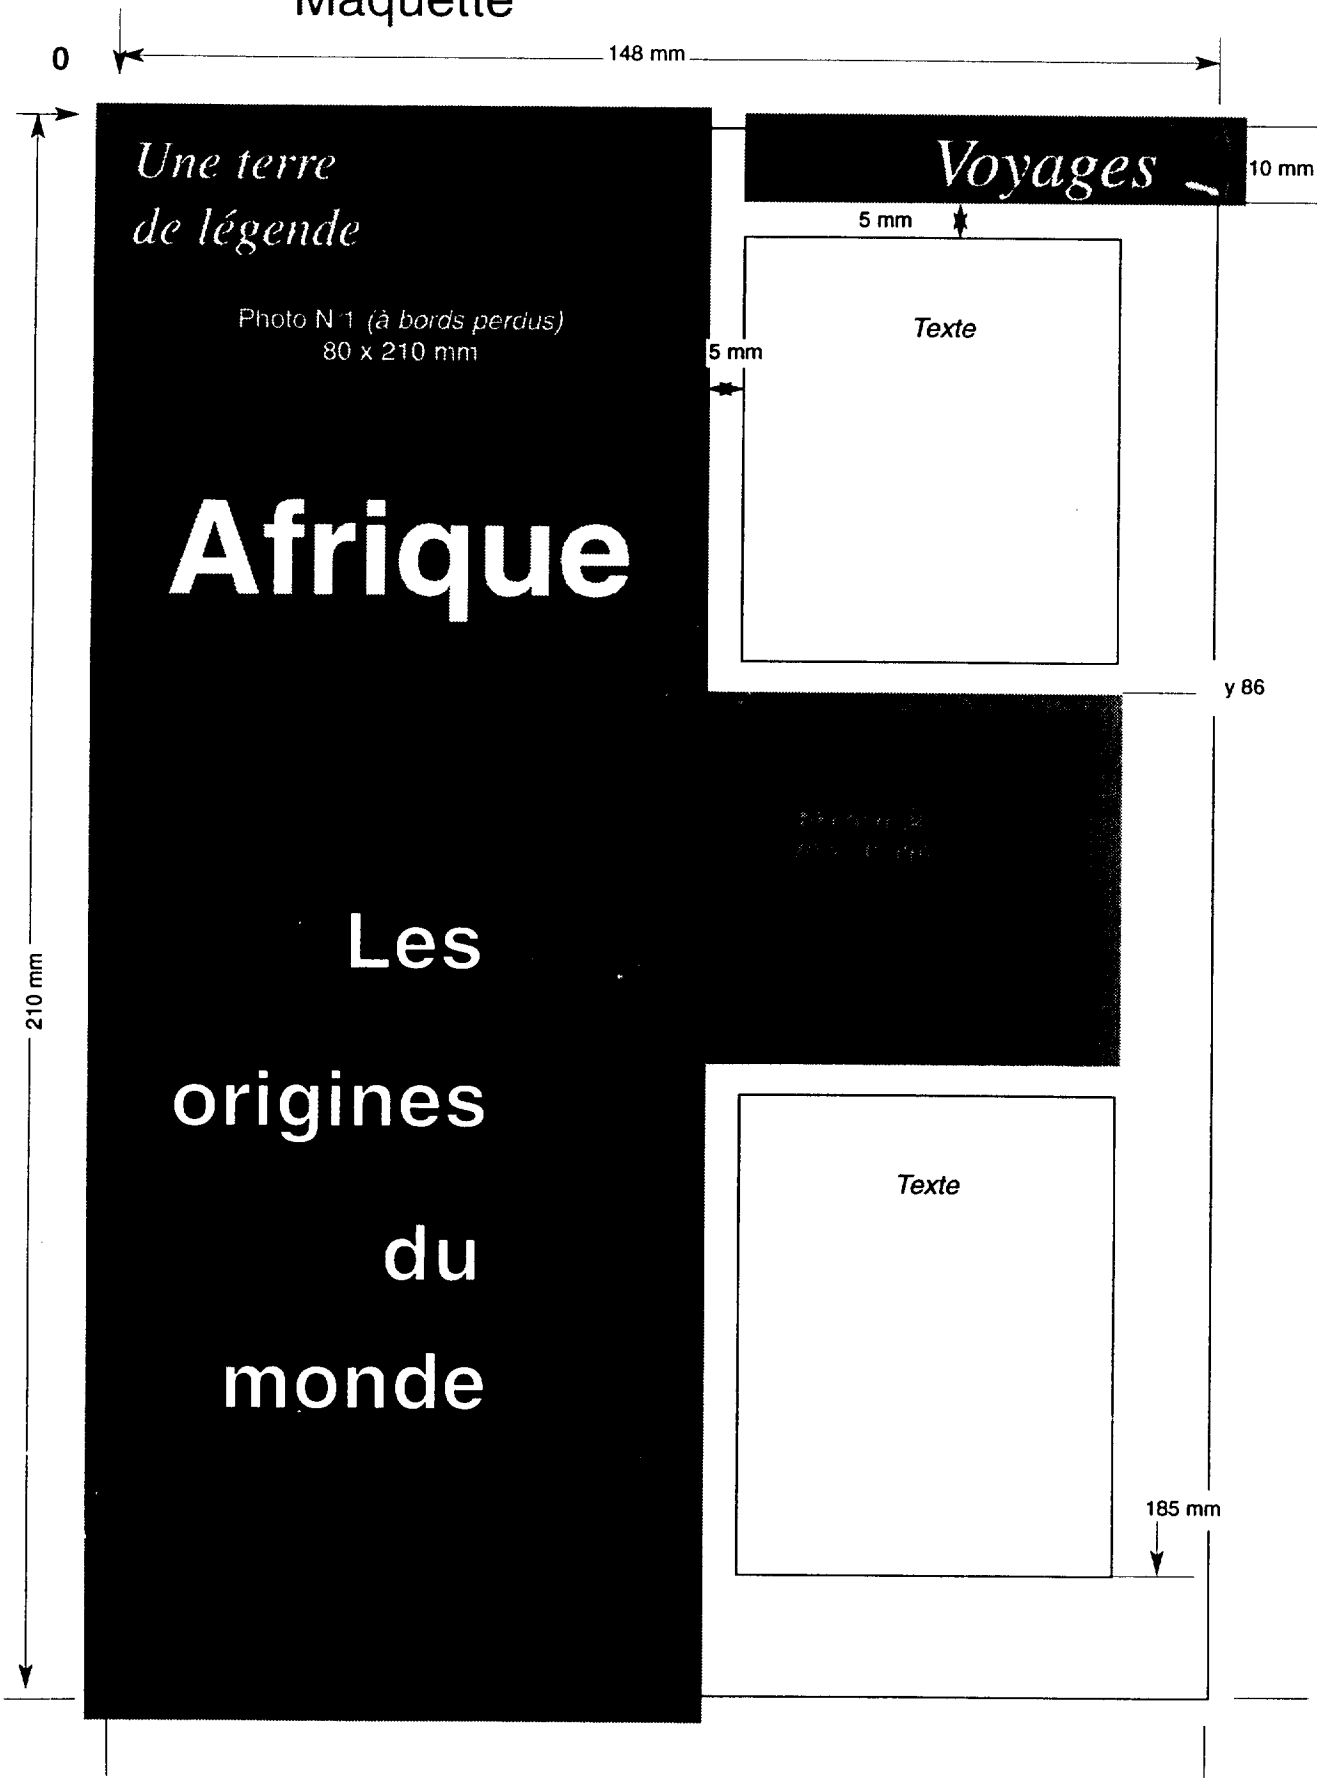 Maquette
0
148 mm
Une terre
de légende
Voyages
10 mm
5 mm
Photo N°1 (à bords perdus)
80 x 210 mm
Texte
5 mm
Afrique
y 86
Les
210 mm
origines
Texte
du
monde
185 mm